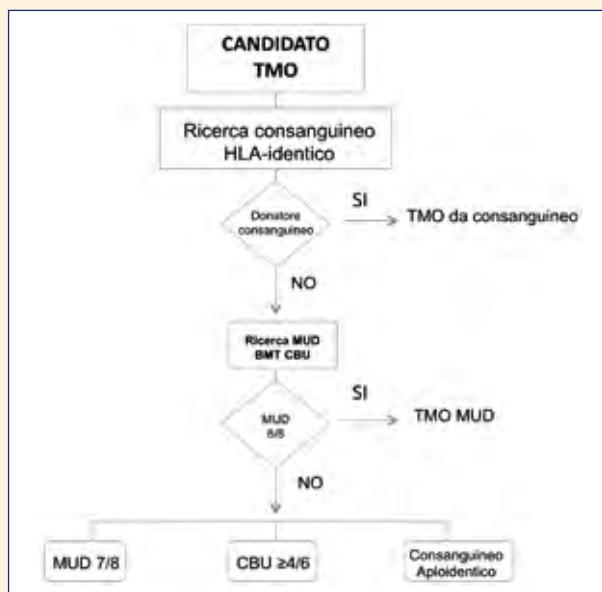 CANDIDATO
TMO
Ricerca consanguineo
HLA-identico
Donatore
consanguineo
SI
TMO da consanguineo
NO
Ricerca MUD
BMT CBU
MUD
8/8
SI
TMO MUD
NO
MUD 7/8
CBU ≥4/6
Consanguineo
Aploidentico